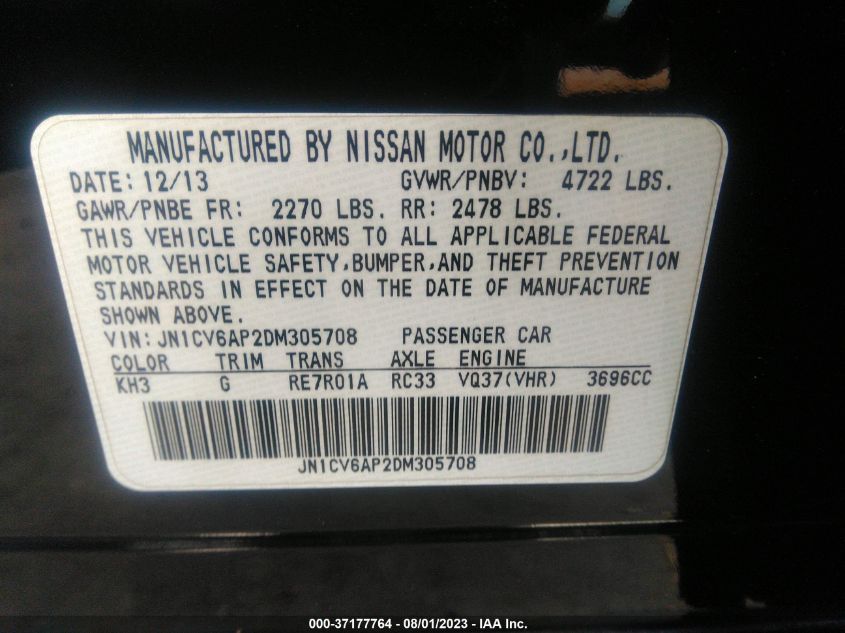 MANUFACTURED BY NISSAN MOTOR CO.,LTD.
DATE: 12/13 GVWR/PNBV: 4722 LBS.
GAWR/PNBE FR: 2270 LBS. RR: 2478 LBS.
THIS VEHICLE CONFORMS TO ALL APPLICABLE FEDERAL
MOTOR VEHICLE SAFETY,BUMPER,AND THEFT PREVENTION
STANDARDS IN EFFECT ON THE DATE OF MANUFACTURE
SHOWN ABOVE.
VIN: JN1CV6AP2DM305708 PASSENGER CAR
COLOR TRIM TRANS AXLE ENGINE
KH3 G RE7R01A RC33 VQ37(VHR) 3696CC
JN1CV6AP2DM305708
000-37177764 - 08/01/2023 - IAA Inc.